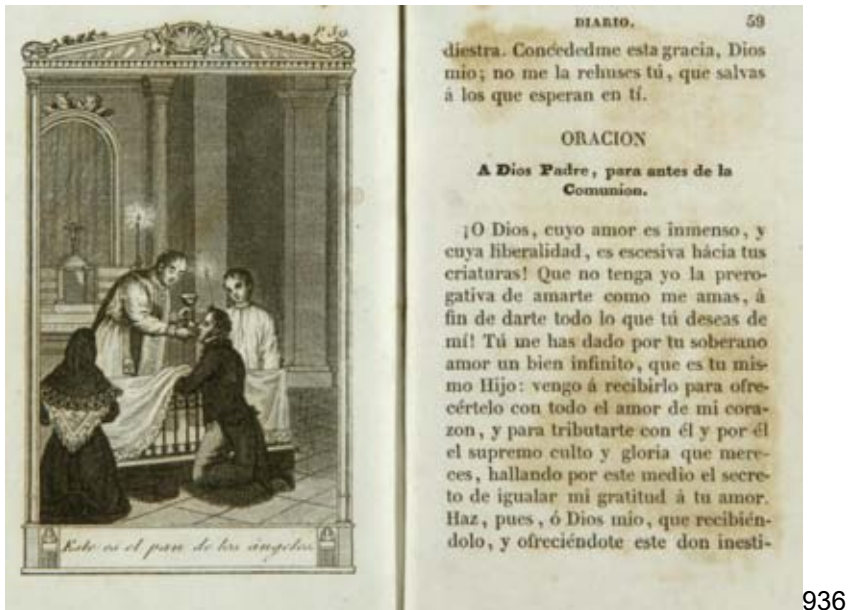 P. 59.
Este es el pan de los ángeles
DIARIO. 59
diestra. Concededme esta gracia, Dios
mio; no me la rehuses tú, que salvas
á los que esperan en tí.
ORACION
A Dios Padre, para antes de la
Comunion.
¡O Dios, cuyo amor es inmenso, y
cuya liberalidad, es escesiva hácia tus
criaturas! Que no tenga yo la prero-
gativa de amarte como me amas, á
fin de darte todo lo que tú deseas de
mí! Tú me has dado por tu soberano
amor un bien infinito, que es tu mis-
mo Hijo: vengo á recibirlo para ofre-
cértelo con todo el amor de mi cora-
zon, y para tributarte con él y por él
el supremo culto y gloria que mere-
ces, hallando por este medio el secre-
to de igualar mi gratitud á tu amor.
Haz, pues, ó Dios mio, que recibién-
dolo, y ofreciéndote este don inesti-
936